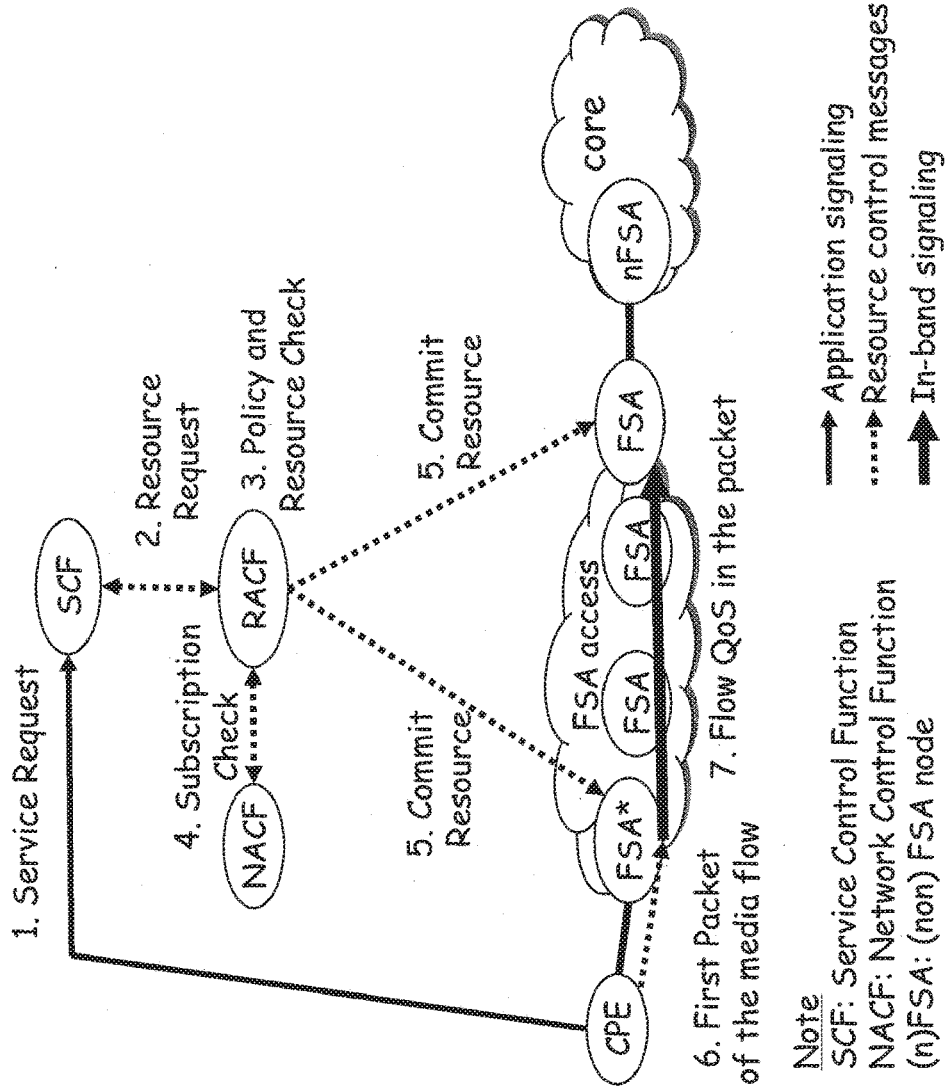 1. Service Request
SCF
2. Resource
Request
4. Subscription
Check
NACF
RACF
3. Policy and
Resource Check
5. Commit
Resource
5. Commit
Resource
FSA access
CPE
FSA*
FSA
FSA
FSA
nFSA
core
6. First Packet
of the media flow
7. Flow QoS in the packet
Note
SCF: Service Control Function
NACF: Network Control Function
(n)FSA: (non) FSA node
Application signaling
Resource control messages
In-band signaling